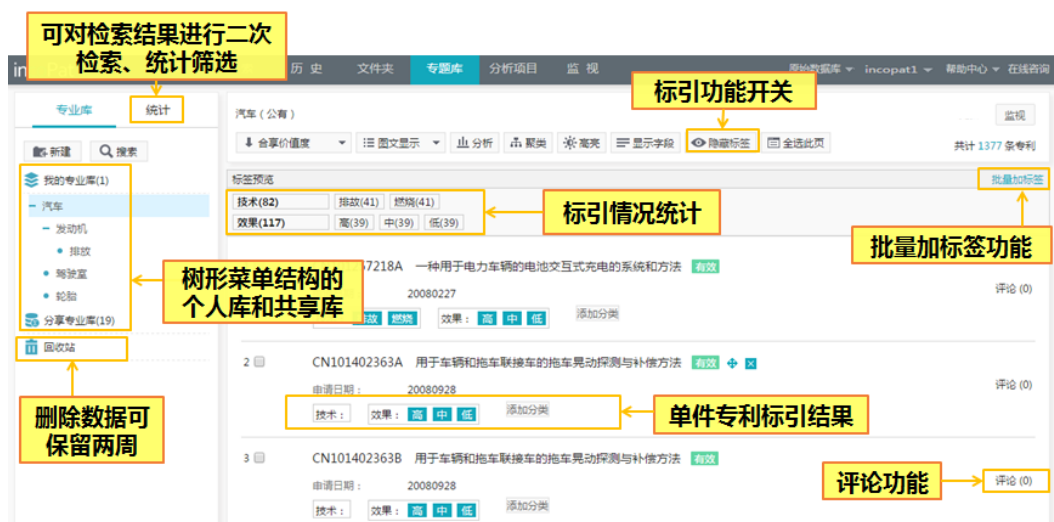 可对检索结果进行二次
检索、统计筛选
in
历 史 文件夹 专题库 分析项目 监 视 原始数据库 incopat1 帮助中心 在线咨询
标引功能开关
专业库 统计
汽车(公有) 监视
合享价值度 图文显示 分析 聚类 高亮 显示字段 隐藏标签 全选此页
共计 1377 条专利
新建 搜索
我的专业库(1)
汽车
发动机
排放
驾驶室
轮胎
分享专业库(19)
回收站
树形菜单结构的
个人库和共享库
删除数据可
保留两周
标签预览 批量加标签
技术(82) 排故(41) 燃烧(41)
效果(117) 高(39) 中(39) 低(39)
标引情况统计
批量加标签功能
7218A 一种用于电力车辆的电池交互式充电的系统和方法 有效
20080227 评论 (0)
排故 燃烧 效果: 高 中 低 添加分类
2 CN101402363A 用于车辆和拖车联接车的拖车晃动探测与补偿方法 有效
申请日期: 20080928 评论 (0)
技术: 效果: 高 中 低 添加分类
单件专利标引结果
3 CN101402363B 用于车辆和拖车联接车的拖车晃动探测与补偿方法 有效
申请日期: 20080928
评论功能 评论 (0)
技术: 效果: 高 中 低 添加分类